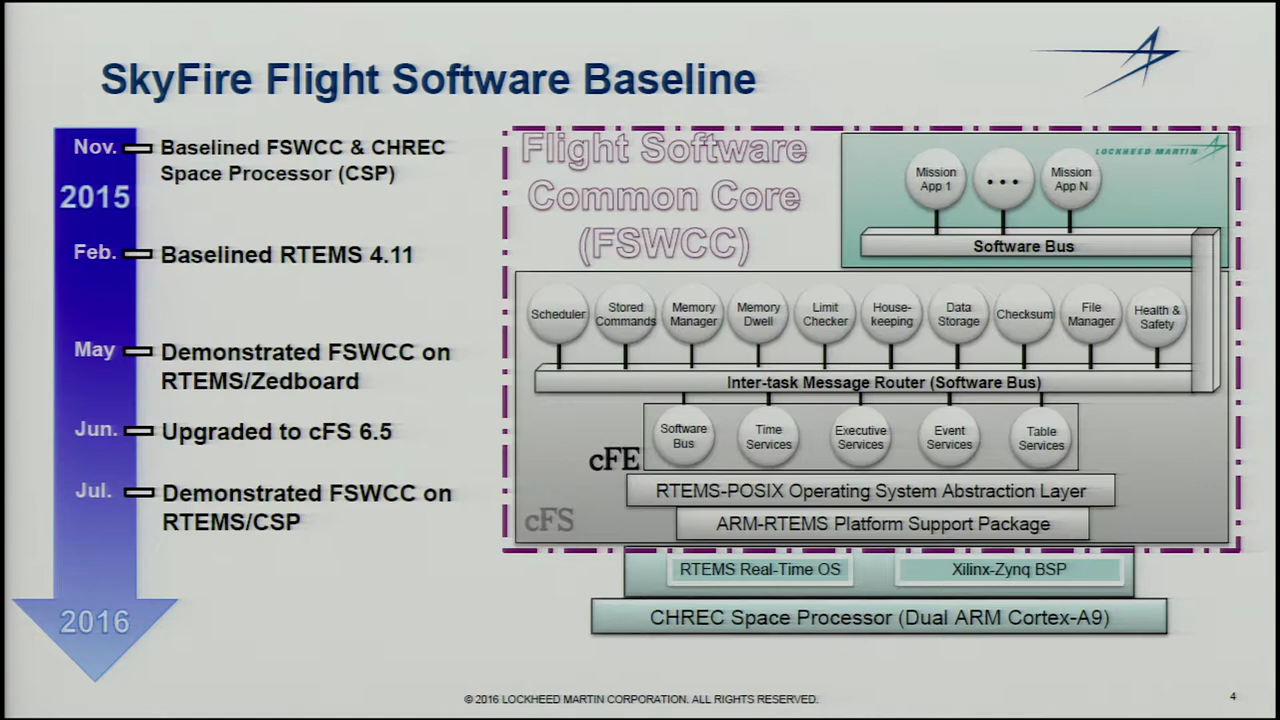 SkyFire Flight Software Baseline
Nov.
Baselined FSWCC & CHREC
Space Processor (CSP)
2015
Feb.
Baselined RTEMS 4.11
May
Demonstrated FSWCC on
RTEMS/Zedboard
Jun.
Upgraded to cFS 6.5
Jul.
Demonstrated FSWCC on
RTEMS/CSP
2016
Flight Software
Common Core
(FSWCC)
LOCKHEED MARTIN
Mission
App 1
...
Mission
App N
Software Bus
Scheduler
Stored
Commands
Memory
Manager
Memory
Dwell
Limit
Checker
House-
keeping
Data
Storage
Checksum
File
Manager
Health &
Safety
Inter-task Message Router (Software Bus)
Software
Bus
Time
Services
Executive
Services
Event
Services
Table
Services
cFE
RTEMS-POSIX Operating System Abstraction Layer
cFS
ARM-RTEMS Platform Support Package
RTEMS Real-Time OS
Xilinx-Zynq BSP
CHREC Space Processor (Dual ARM Cortex-A9)
© 2016 LOCKHEED MARTIN CORPORATION. ALL RIGHTS RESERVED.
4